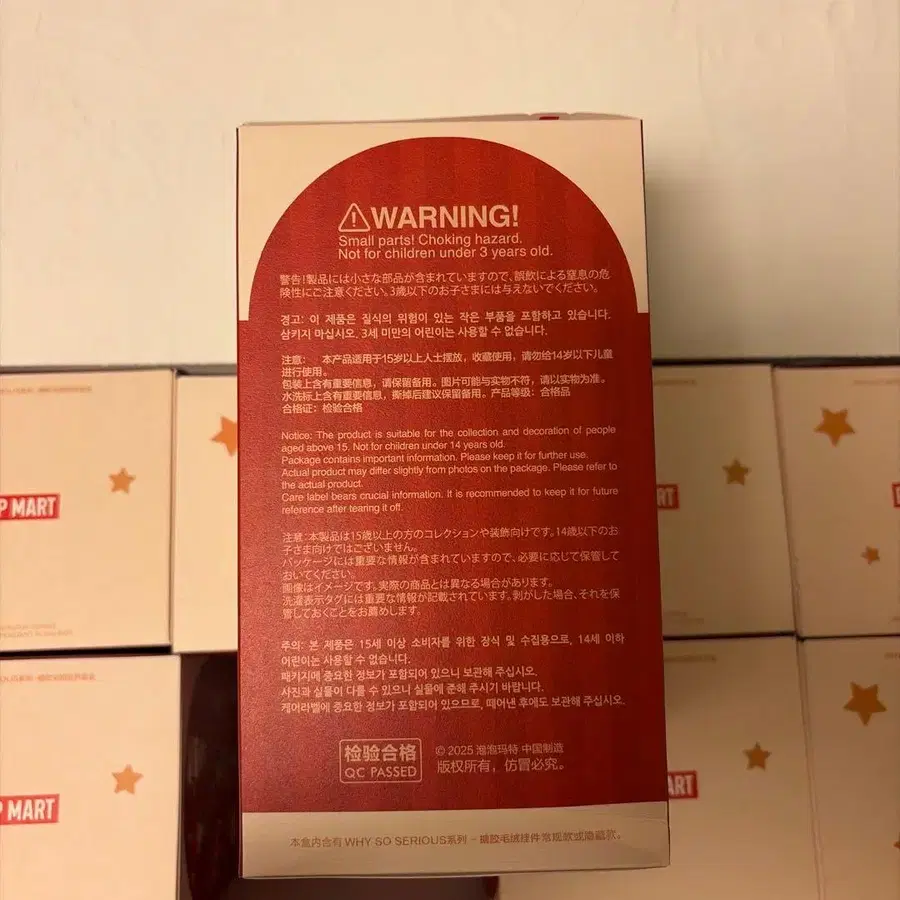 WARNING!
Small parts! Choking hazard.
Not for children under 3 years old.
警告!製品には小さな部品が含まれていますので、誤飲による窒息の危
険性にご注意ください。3歳以下のお子さまには与えないでください。
경고: 이 제품은 질식의 위험이 있는 작은 부품을 포함하고 있습니다.
삼키지 마십시오. 3세 미만의 어린이는 사용할 수 없습니다.
注意： 本产品适用于15岁以上人士摆放，收藏使用，请勿给14岁以下儿童
进行使用。
包装上含有重要信息，请保留备用。图片可能与实物不符，请以实物为准。
水洗标上含有重要信息，撕掉后建议保留备用。产品等级：合格品
合格证：检验合格
Notice: The product is suitable for the collection and decoration of people
aged above 15. Not for children under 14 years old.
Package contains important information. Please keep it for further use.
Actual product may differ slightly from photos on the package. Please refer to
the actual product.
Care label bears crucial information. It is recommended to keep it for future
reference after tearing it off.
注意:本製品は15歳以上の方のコレクションや装飾向けです。14歳以下のお
子さま向けではございません。
パッケージには重要な情報が含まれていますので、必要に応じて保管して
おいてください。
画像はイメージです。実際の商品とは異なる場合があります。
洗濯表示タグには重要な情報が記載されています。剥がした場合、それを保
管しておくことをお薦めします。
주의: 본 제품은 15세 이상 소비자를 위한 장식 및 수집용으로, 14세 이하
어린이는 사용할 수 없습니다.
패키지에 중요한 정보가 포함되어 있으니 보관해 주십시오.
사진과 실물이 다를 수 있으니 실물에 준해 주시기 바랍니다.
케어라벨에 중요한 정보가 포함되어 있으므로, 떼어낸 후에도 보관해 주십시오.
检验合格
QC PASSED
© 2025 泡泡玛特 中国制造
版权所有，仿冒必究。
本盒内含有WHY SO SERIOUS系列 - 搪胶毛绒挂件常规款或隐藏款。
P MART
RT
P MART
ART